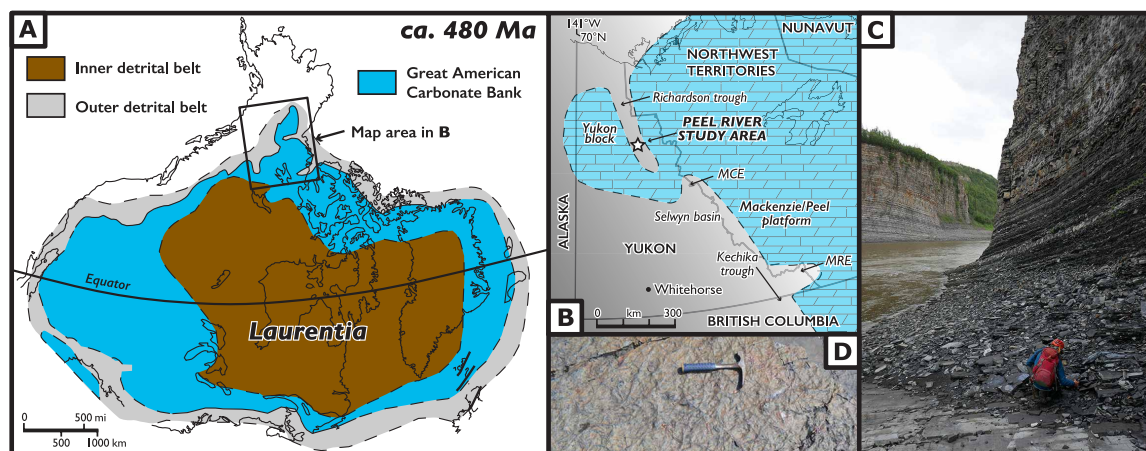 A
ca. 480 Ma
Inner detrital belt
Outer detrital belt
Great American
Carbonate Bank
Map area in B
Equator
Laurentia
0 500 mi
0 500 1000 km
B
141°W
70°N
NUNAVUT
NORTHWEST
TERRITORIES
Richardson trough
Yukon
block
PEEL RIVER
STUDY AREA
MCE
Mackenzie/Peel
platform
Selwyn basin
ALASKA
YUKON
Kechika
trough
MRE
Whitehorse
0 km 300
BRITISH COLUMBIA
C
D